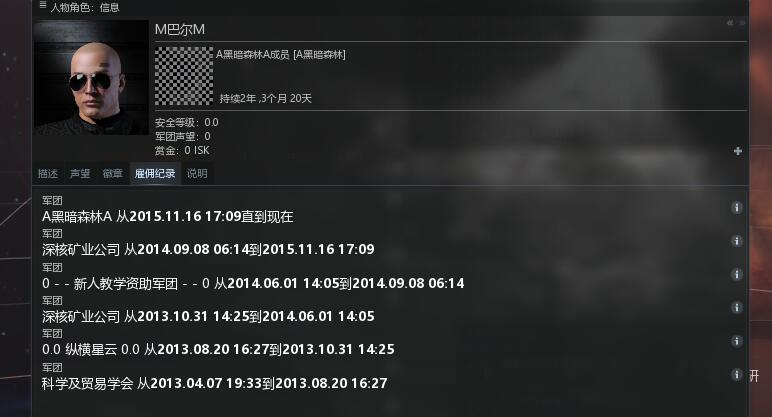 人物角色：信息
M巴尔M
A黑暗森林A成员 [A黑暗森林]
持续2年 ,3个月 20天
安全等级：0.0
军团声望：0
赏金：0 ISK
描述 声望 徽章 雇佣纪录 说明
军团
A黑暗森林A 从2015.11.16 17:09直到现在
军团
深核矿业公司 从2014.09.08 06:14到2015.11.16 17:09
军团
0 - - 新人教学资助军团 - - 0 从2014.06.01 14:05到2014.09.08 06:14
军团
深核矿业公司 从2013.10.31 14:25到2014.06.01 14:05
军团
0.0 纵横星云 0.0 从2013.08.20 16:27到2013.10.31 14:25
军团
科学及贸易学会 从2013.04.07 19:33到2013.08.20 16:27
研